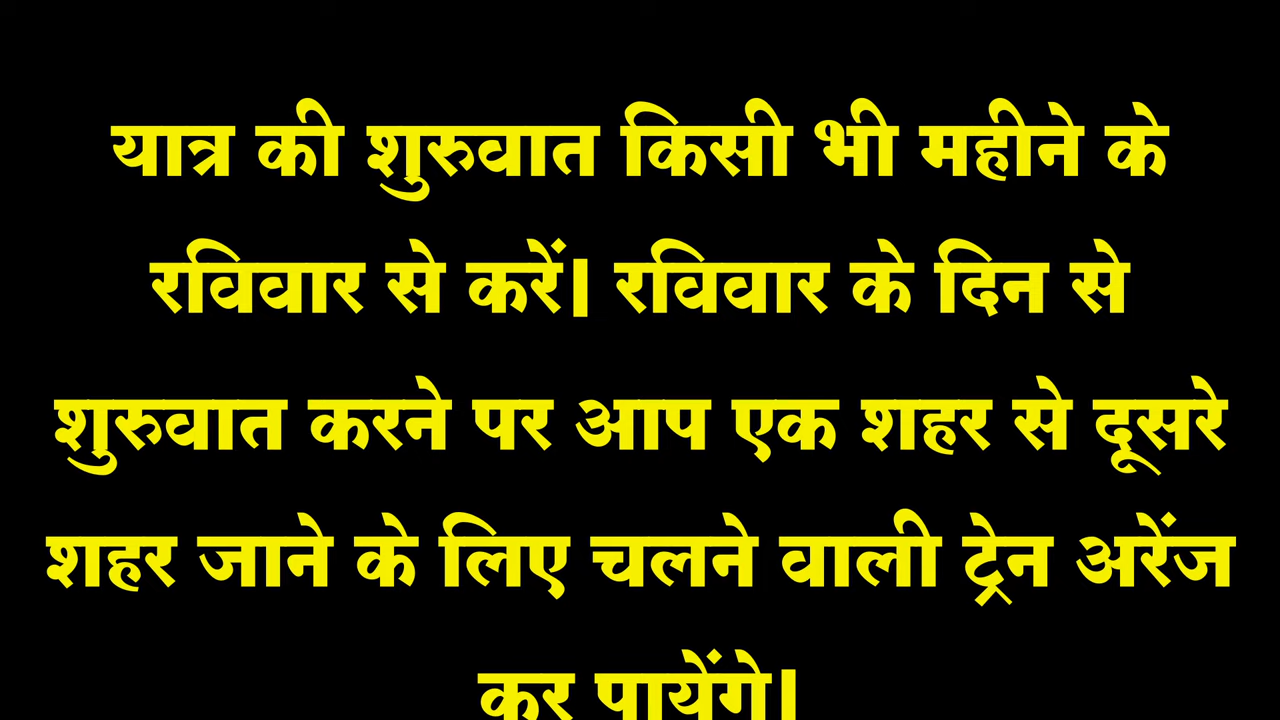 यात्र की शुरुवात किसी भी महीने के
रविवार से करें। रविवार के दिन से
शुरुवात करने पर आप एक शहर से दूसरे
शहर जाने के लिए चलने वाली ट्रेन अरेंज
कर पायेंगे।